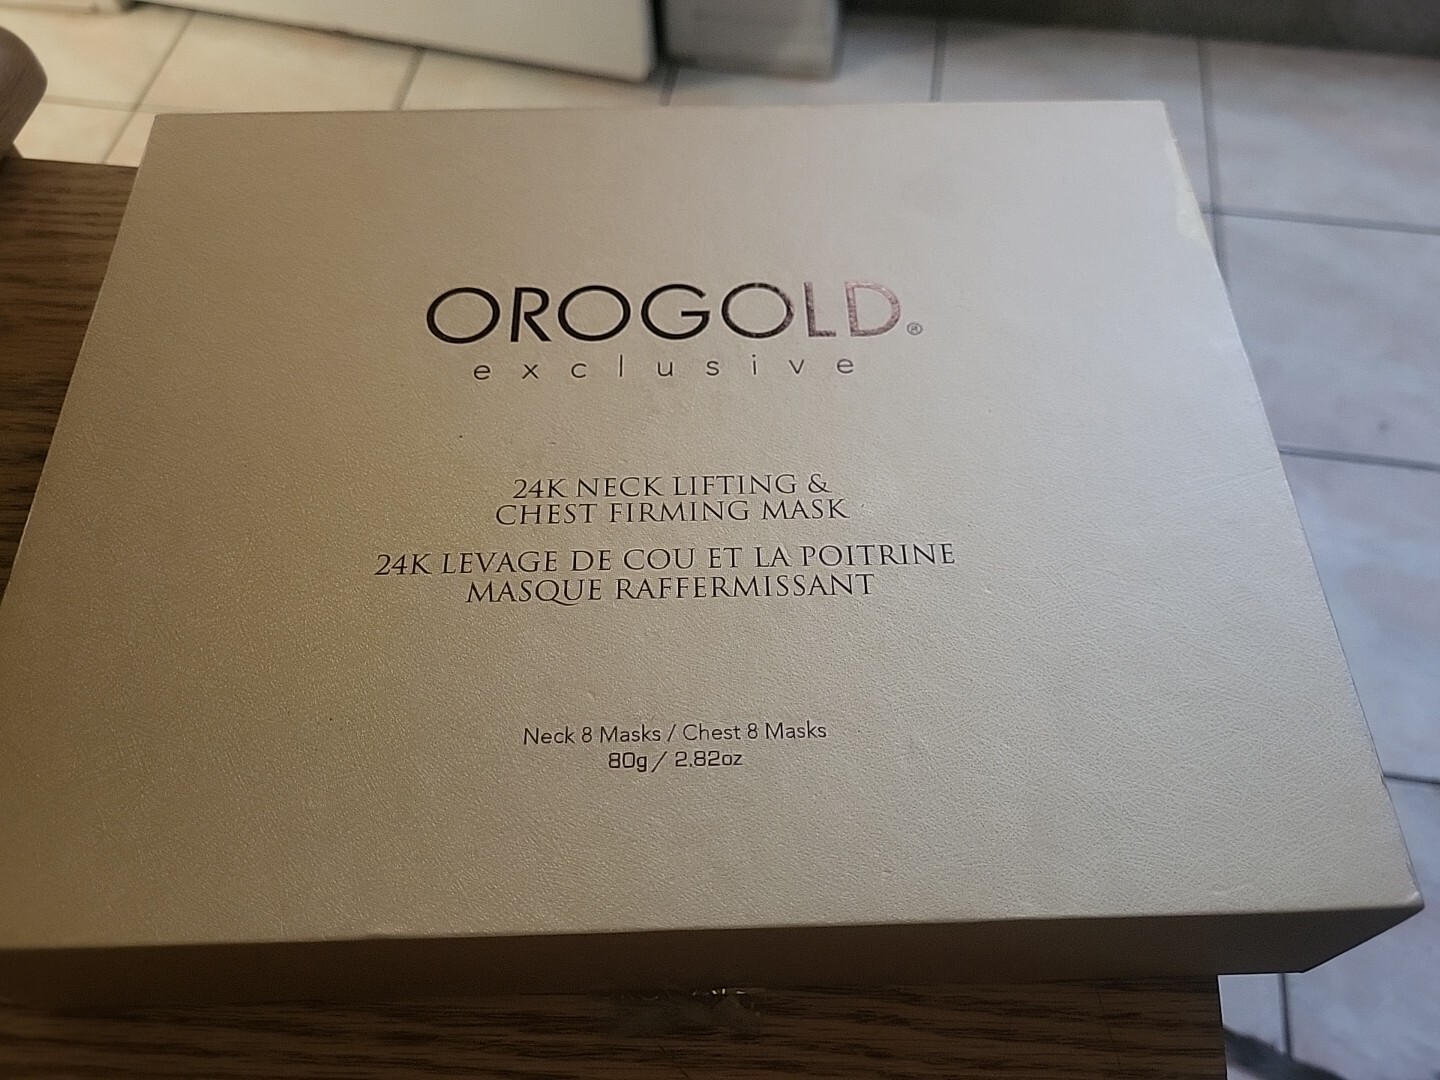 OROGOLD®
exclusive
24K NECK LIFTING &
CHEST FIRMING MASK
24K LEVAGE DE COU ET LA POITRINE
MASQUE RAFFERMISSANT
Neck 8 Masks / Chest 8 Masks
80g / 2.82oz